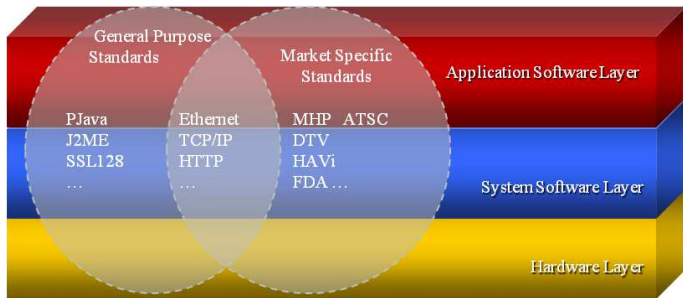 General Purpose
Standards
Market Specific
Standards
Application Software Layer
PJava
J2ME
SSL128
...
Ethernet
TCP/IP
HTTP
...
MHP ATSC
DTV
HAVi
FDA ...
System Software Layer
Hardware Layer